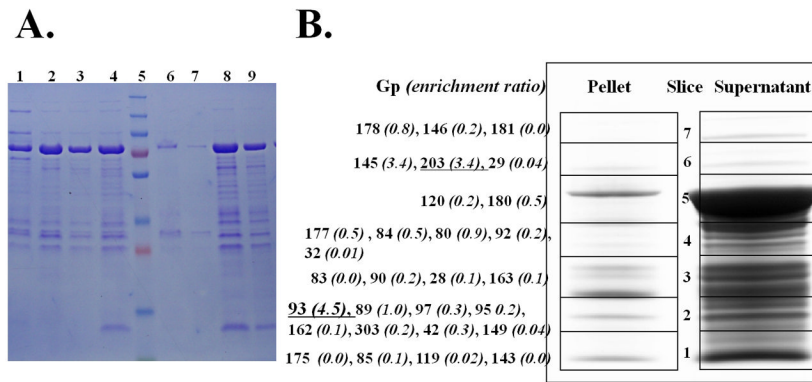 A.
B.
1 2 3 4 5 6 7 8 9
Gp (enrichment ratio) Pellet Slice Supernatant
178 (0.8), 146 (0.2), 181 (0.0) 7
145 (3.4), 203 (3.4), 29 (0.04) 6
120 (0.2), 180 (0.5) 5
177 (0.5) , 84 (0.5), 80 (0.9), 92 (0.2),
32 (0.01) 4
83 (0.0), 90 (0.2), 28 (0.1), 163 (0.1) 3
93 (4.5), 89 (1.0), 97 (0.3), 95 0.2),
162 (0.1), 303 (0.2), 42 (0.3), 149 (0.04) 2
175 (0.0), 85 (0.1), 119 (0.02), 143 (0.0) 1